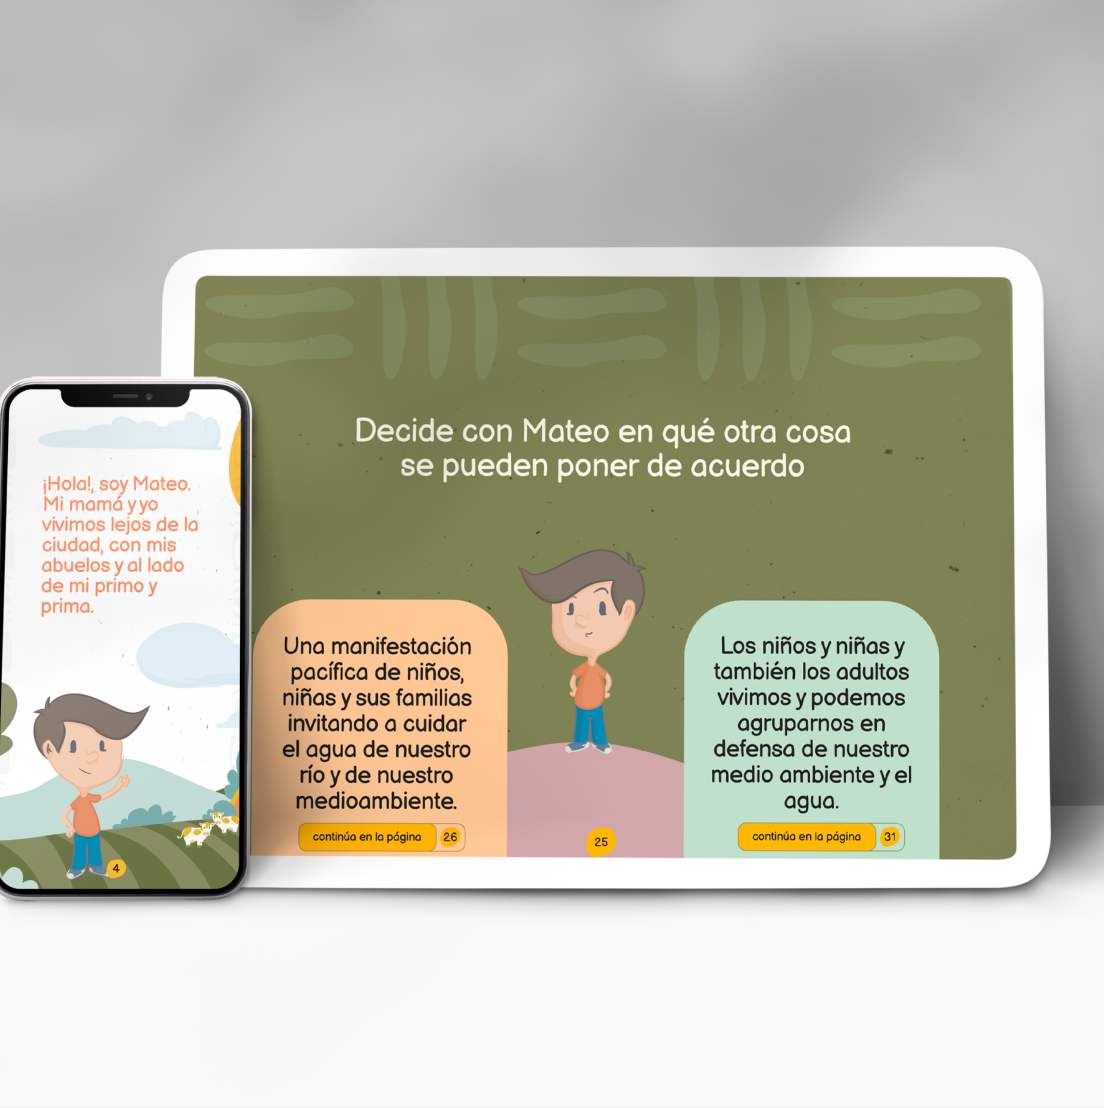 ¡Hola!, soy Mateo.
Mi mamá y yo
vivimos lejos de la
ciudad, con mis
abuelos y al lado
de mi primo y
prima.
4
Decide con Mateo en qué otra cosa
se pueden poner de acuerdo
Una manifestación
pacífica de niños,
niñas y sus familias
invitando a cuidar
el agua de nuestro
río y de nuestro
medioambiente.
continúa en la página 26
25
Los niños y niñas y
también los adultos
vivimos y podemos
agruparnos en
defensa de nuestro
medio ambiente y el
agua.
continúa en la página 31